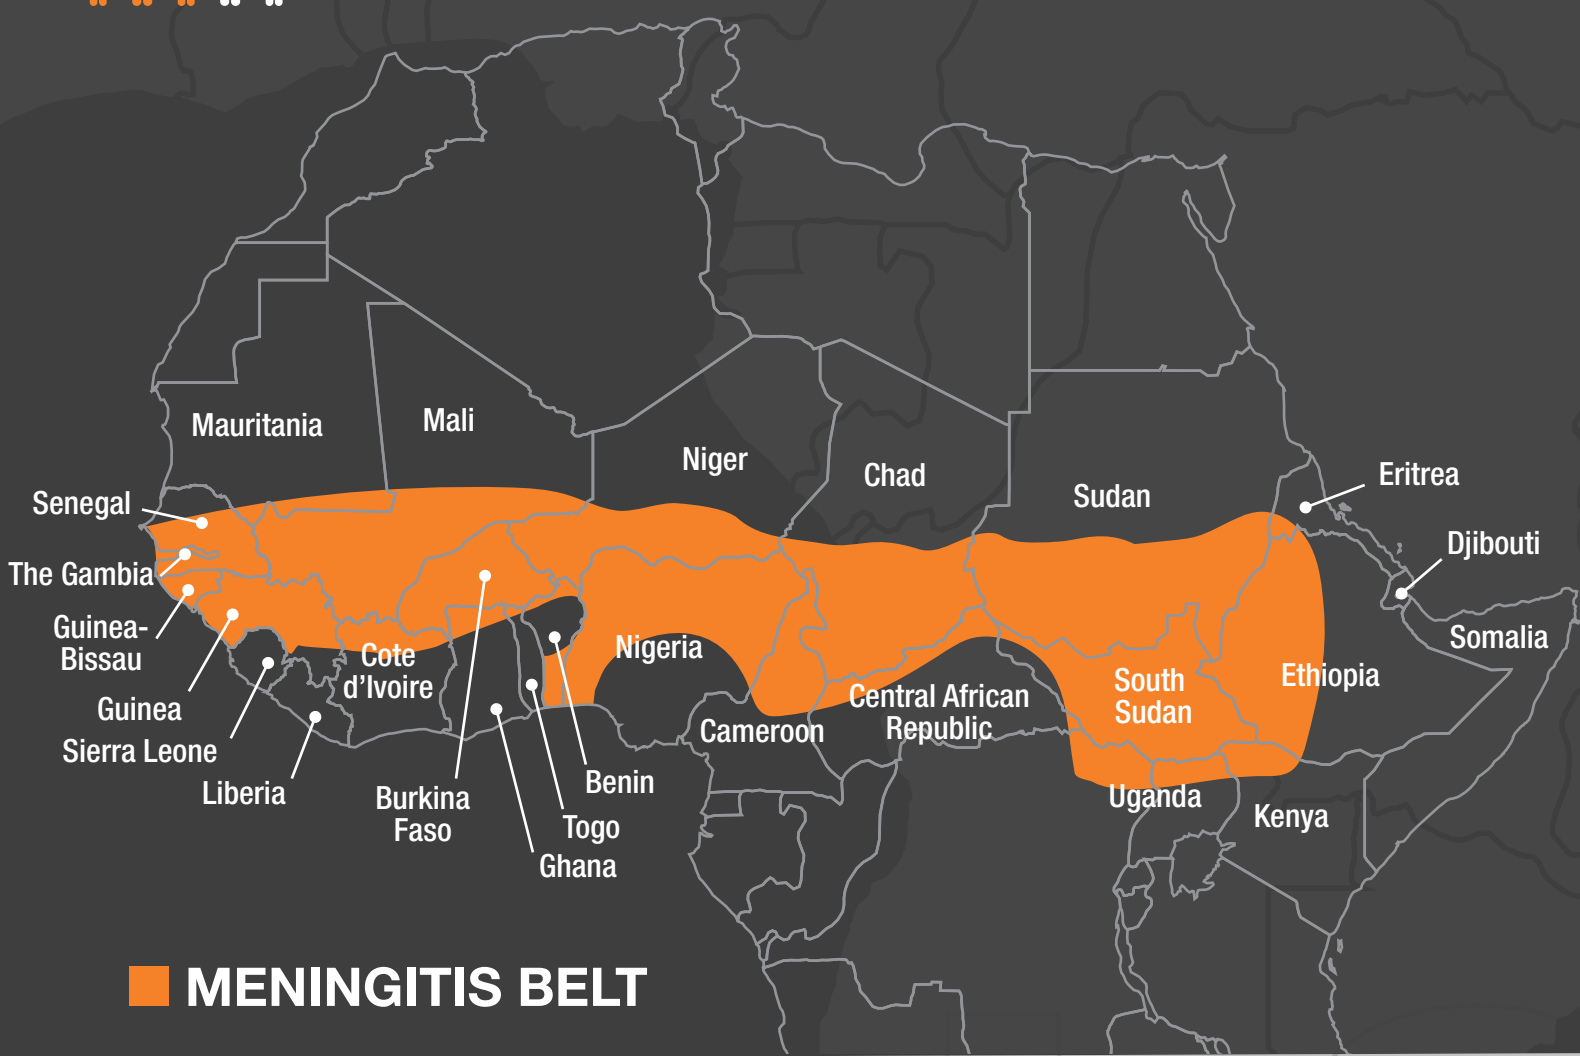 Mauritania
Mali
Niger
Chad
Sudan
Eritrea
Senegal
Djibouti
The Gambia
Guinea-
Bissau
Cote
d'Ivoire
Nigeria
Somalia
Central African
Republic
South
Sudan
Ethiopia
Guinea
Cameroon
Sierra Leone
Liberia
Burkina
Faso
Benin
Togo
Ghana
Uganda
Kenya
MENINGITIS BELT